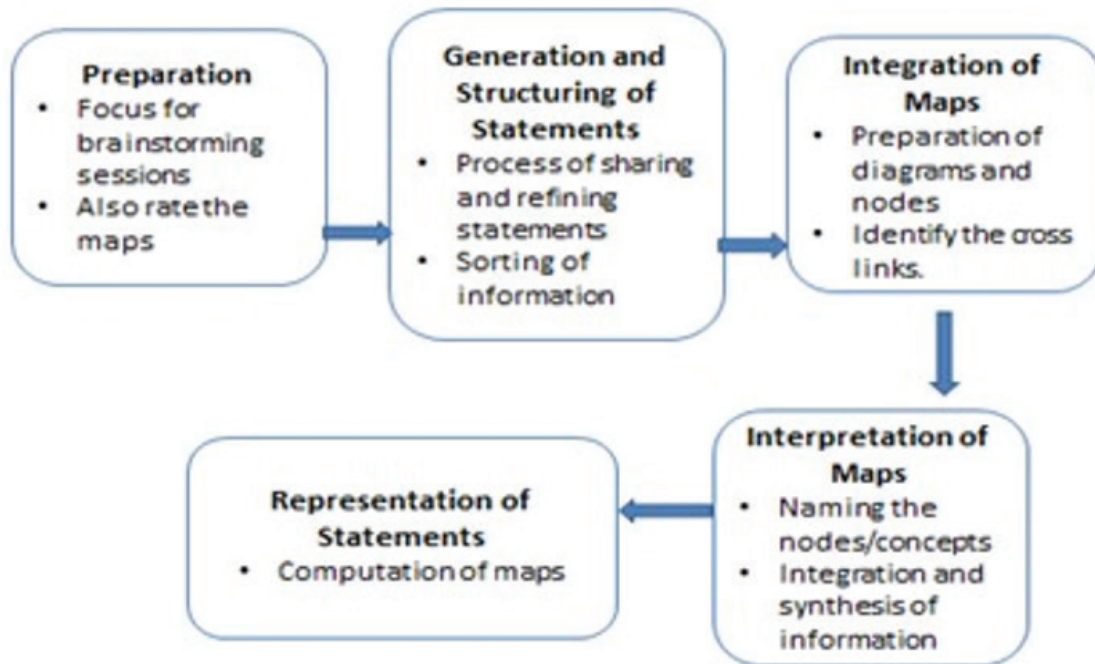 Preparation
• Focus for
brainstorming
sessions
• Also rate the
maps
Generation and
Structuring of
Statements
• Process of sharing
and refining
statements
• Sorting of
information
Integration of
Maps
• Preparation of
diagrams and
nodes
• Identify the cross
links.
Interpretation of
Maps
• Naming the
nodes/concepts
• Integration and
synthesis of
information
Representation of
Statements
• Computation of maps